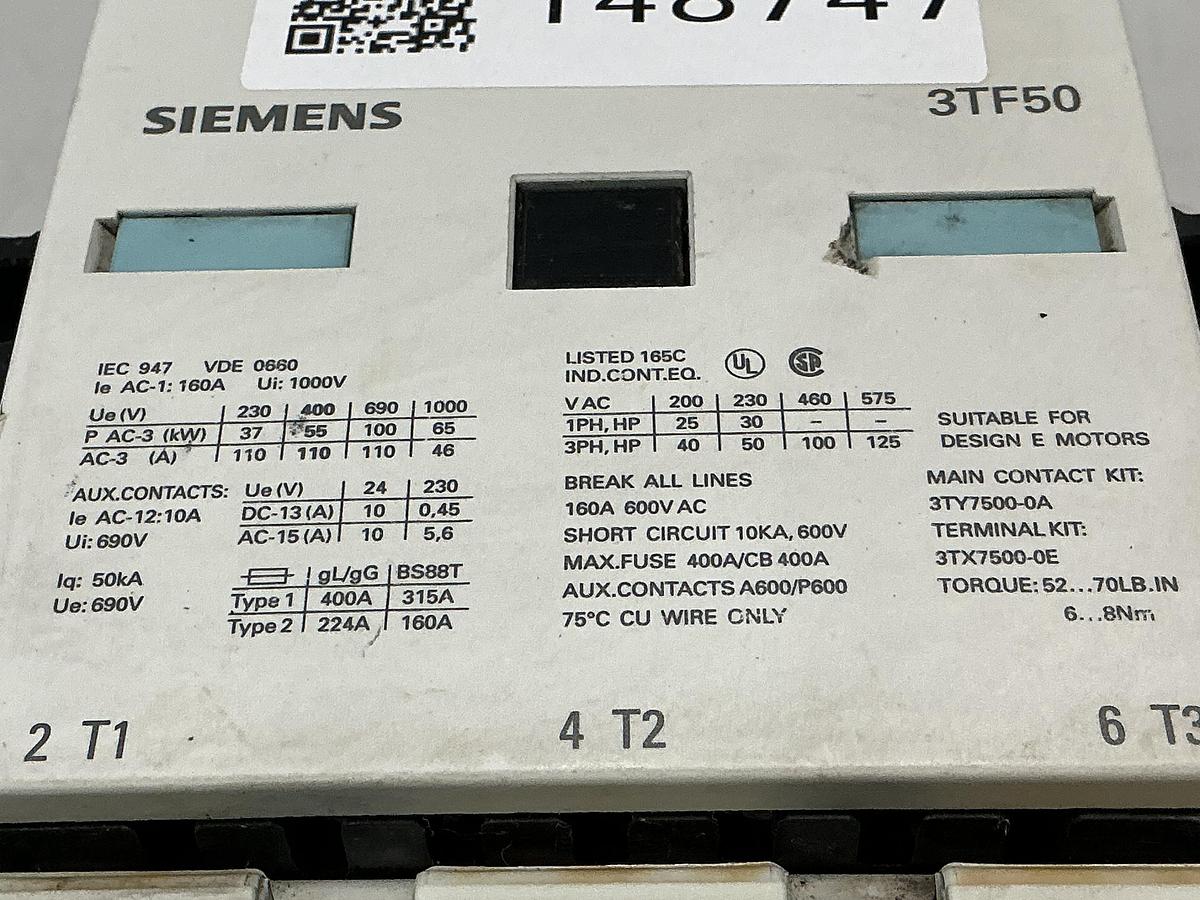 148747
SIEMENS
3TF50
IEC 947 VDE 0660
Ie AC-1: 160A Ui: 1000V
Ue (V) 230 400 690 1000
P AC-3 (kW) 37 55 100 65
AC-3 (A) 110 110 110 46
AUX.CONTACTS:
Ie AC-12:10A
Ui: 690V
Ue (V) 24 230
DC-13 (A) 10 0,45
AC-15 (A) 10 5,6
Iq: 50kA
Ue: 690V
gL/gG BS88T
Type 1 400A 315A
Type 2 224A 160A
LISTED 165C
IND.CONT.EQ.
UL
SP
V AC 200 230 460 575
1PH, HP 25 30 – –
3PH, HP 40 50 100 125
BREAK ALL LINES
160A 600V AC
SHORT CIRCUIT 10KA, 600V
MAX.FUSE 400A/CB 400A
AUX.CONTACTS A600/P600
75°C CU WIRE ONLY
SUITABLE FOR
DESIGN E MOTORS
MAIN CONTACT KIT:
3TY7500-0A
TERMINAL KIT:
3TX7500-0E
TORQUE: 52...70LB.IN
6...8Nm
2 T1
4 T2
6 T3